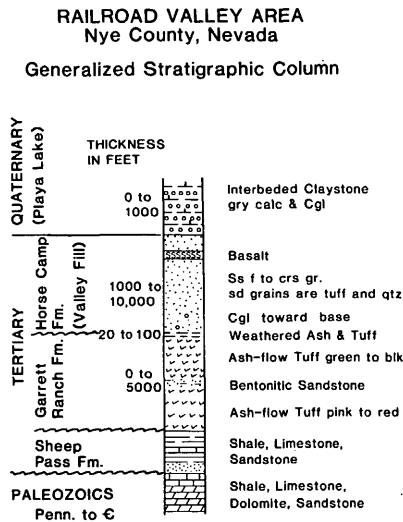 RAILROAD VALLEY AREA
Nye County, Nevada
Generalized Stratigraphic Column
THICKNESS
IN FEET
QUATERNARY
(Playa Lake)
0 to
1000
Interbeded Claystone
gry calc & Cgl
TERTIARY
Horse Camp
Fm.
(Valley Fill)
1000 to
10,000
Basalt
Ss f to crs gr.
sd grains are tuff and qtz
Cgl toward base
20 to 100
Weathered Ash & Tuff
Garrett
Ranch Fm.
0 to
5000
Ash-flow Tuff green to blk
Bentonitic Sandstone
Ash-flow Tuff pink to red
Sheep
Pass Fm.
Shale, Limestone,
Sandstone
PALEOZOICS
Penn. to Є
Shale, Limestone,
Dolomite, Sandstone